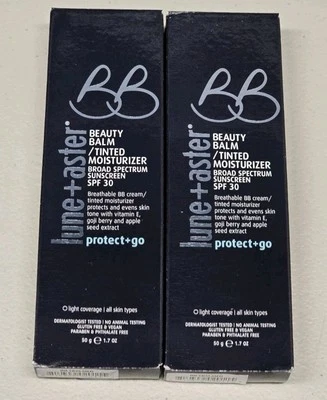 BB
lune+aster®
BEAUTY
BALM
/TINTED
MOISTURIZER
BROAD SPECTRUM
SUNSCREEN
SPF 30
Breathable BB cream/
tinted moisturizer
protects and evens skin
tone with vitamin E,
goji berry and apple
seed extract
protect+go
light coverage | all skin types
DERMATOLOGIST TESTED | NO ANIMAL TESTING
GLUTEN FREE & VEGAN
PARABEN & PHTHALATE FREE
50 g e 1.7 OZ
BB
lune+aster®
BEAUTY
BALM
/TINTED
MOISTURIZER
BROAD SPECTRUM
SUNSCREEN
SPF 30
Breathable BB cream/
tinted moisturizer
protects and evens skin
tone with vitamin E,
goji berry and apple
seed extract
protect+go
light coverage | all skin types
DERMATOLOGIST TESTED | NO ANIMAL TESTING
GLUTEN FREE & VEGAN
PARABEN & PHTHALATE FREE
50 g e 1.7 OZ